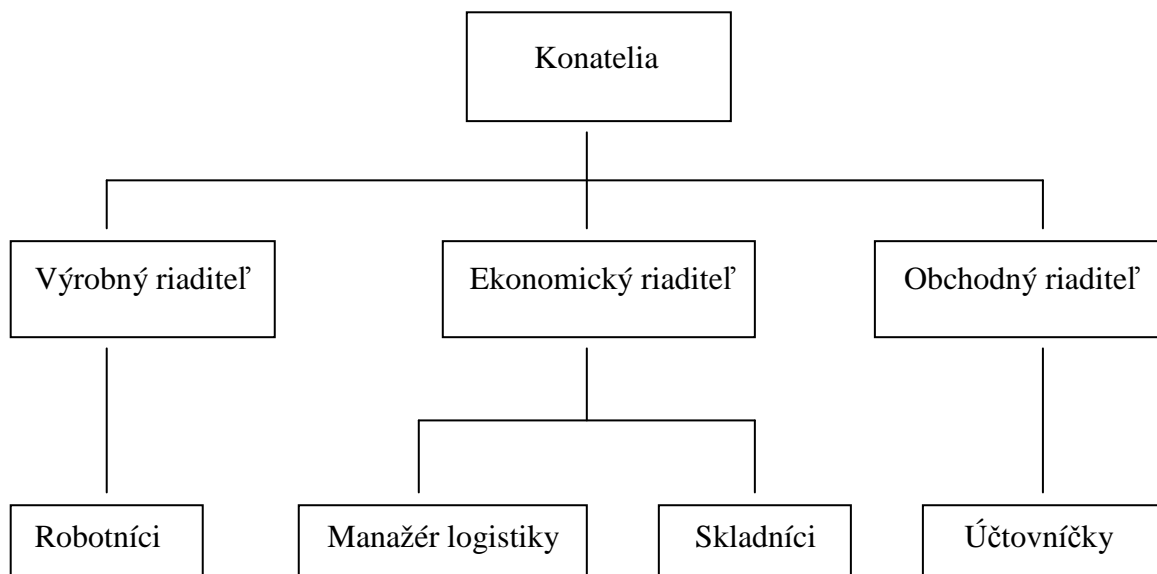 Konatelia
Výrobný riaditeľ
Ekonomický riaditeľ
Obchodný riaditeľ
Robotníci
Manažér logistiky
Skladníci
Účtovníčky